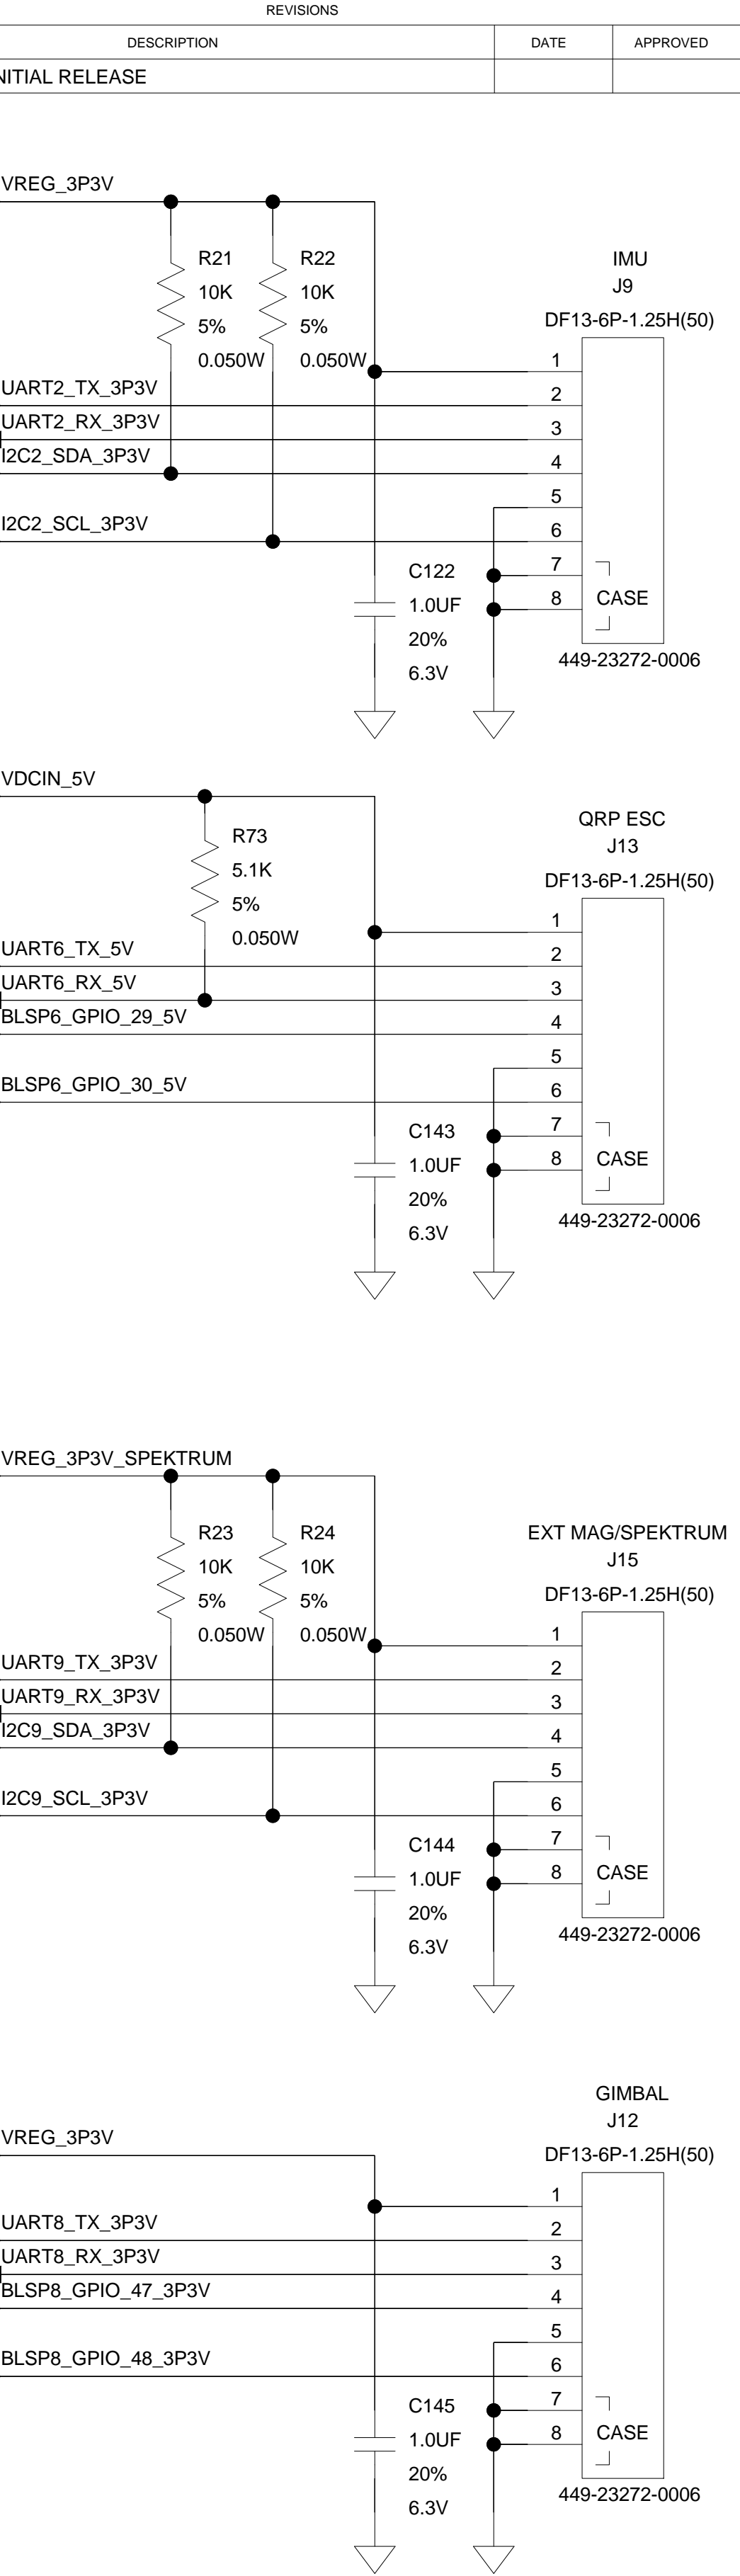 REVISIONS
DESCRIPTION DATE APPROVED
NITIAL RELEASE
VREG_3P3V
R21 R22
10K 10K
5% 5%
0.050W 0.050W
IMU
J9
DF13-6P-1.25H(50)
1
UART2_TX_3P3V 2
UART2_RX_3P3V 3
I2C2_SDA_3P3V 4
5
I2C2_SCL_3P3V 6
7
8 CASE
C122
1.0UF
20%
6.3V
449-23272-0006
VDCIN_5V
R73
5.1K
5%
0.050W
QRP ESC
J13
DF13-6P-1.25H(50)
1
UART6_TX_5V 2
UART6_RX_5V 3
BLSP6_GPIO_29_5V 4
5
BLSP6_GPIO_30_5V 6
7
8 CASE
C143
1.0UF
20%
6.3V
449-23272-0006
VREG_3P3V_SPEKTRUM
R23 R24
10K 10K
5% 5%
0.050W 0.050W
EXT MAG/SPEKTRUM
J15
DF13-6P-1.25H(50)
1
UART9_TX_3P3V 2
UART9_RX_3P3V 3
I2C9_SDA_3P3V 4
5
I2C9_SCL_3P3V 6
7
8 CASE
C144
1.0UF
20%
6.3V
449-23272-0006
GIMBAL
J12
DF13-6P-1.25H(50)
VREG_3P3V
1
UART8_TX_3P3V 2
UART8_RX_3P3V 3
BLSP8_GPIO_47_3P3V 4
5
BLSP8_GPIO_48_3P3V 6
7
8 CASE
C145
1.0UF
20%
6.3V
449-23272-0006